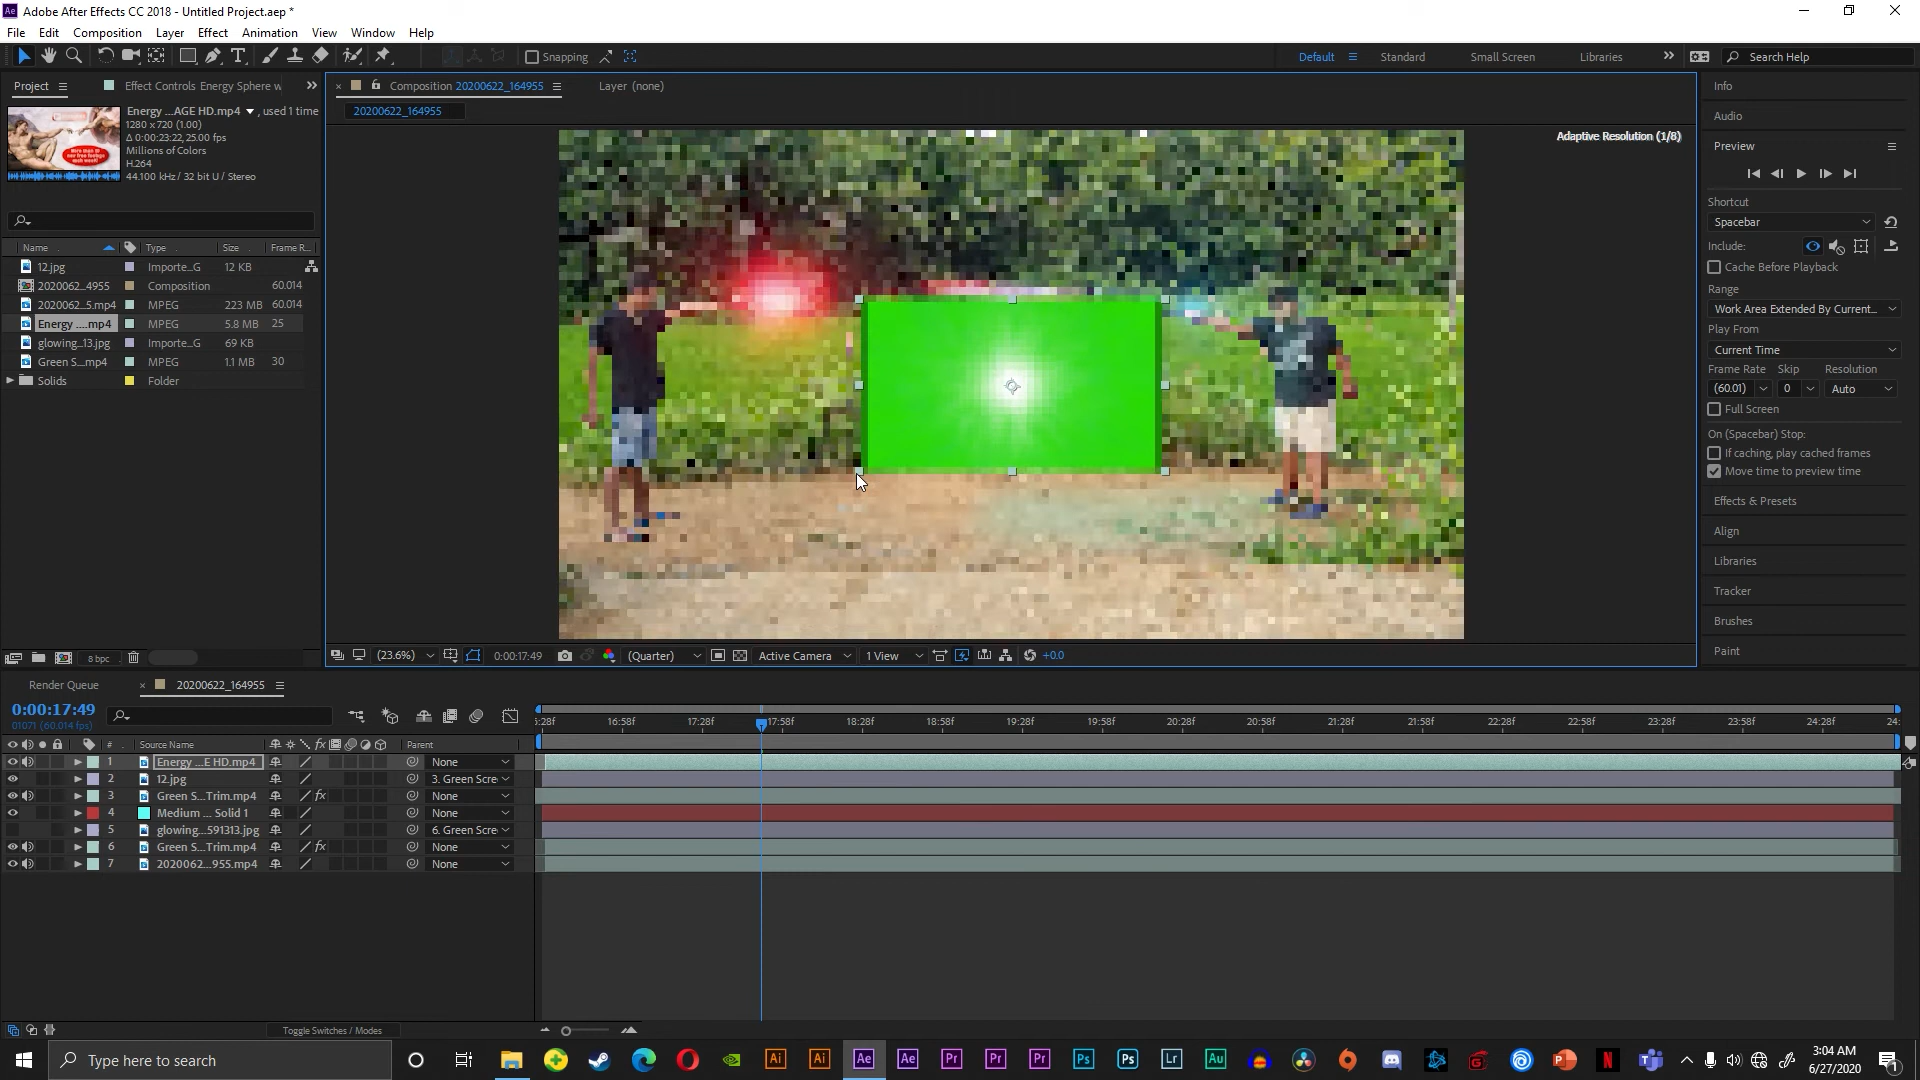 Adobe After Effects CC 2018 - Untitled Project.aep *
File Edit Composition Layer Effect Animation View Window Help
Snapping
Default
Standard
Small Screen
Libraries
Search Help
Project
Effect Controls Energy Sphere w
Energy ...AGE HD.mp4 , used 1 time
1280 x 720 (1.00)
Δ 0:00:23:22, 25.00 fps
Millions of Colors
H.264
44.100 kHz / 32 bit U / Stereo
Name Type Size Frame R...
12.jpg Importe...G 12 KB
2020062..._4955 Composition 60.014
2020062..._5.mp4 MPEG 223 MB 60.014
Energy ....mp4 MPEG 5.8 MB 25
glowing...13.jpg Importe...G 69 KB
Green S...mp4 MPEG 1.1 MB 30
Solids Folder
8 bpc
Composition 20200622_164955
Layer (none)
20200622_164955
Adaptive Resolution (1/8)
(23.6%) 0:00:17:49 (Quarter) Active Camera 1 View +0.0
Info
Audio
Preview
Shortcut
Spacebar
Include:
Cache Before Playback
Range
Work Area Extended By Current...
Play From
Current Time
Frame Rate Skip Resolution
(60.01) 0 Auto
Full Screen
On (Spacebar) Stop:
If caching, play cached frames
Move time to preview time
Effects & Presets
Align
Libraries
Tracker
Brushes
Paint
Render Queue
20200622_164955
0:00:17:49
01071 (60.014 fps)
# Source Name fx Parent
1 Energy ...E HD.mp4 None
2 12.jpg 3. Green Scre
3 Green S...Trim.mp4 fx None
4 Medium ... Solid 1 None
5 glowing...591313.jpg 6. Green Scre
6 Green S...Trim.mp4 fx None
7 2020062...955.mp4 None
5:28f 16:58f 17:28f 17:58f 18:28f 18:58f 19:28f 19:58f 20:28f 20:58f 21:28f 21:58f 22:28f 22:58f 23:28f 23:58f 24:28f 24:
Toggle Switches / Modes
Type here to search
Ai Ai Ae Ae Pr Pr Pr Ps Ps Lr Au
3:04 AM
6/27/2020